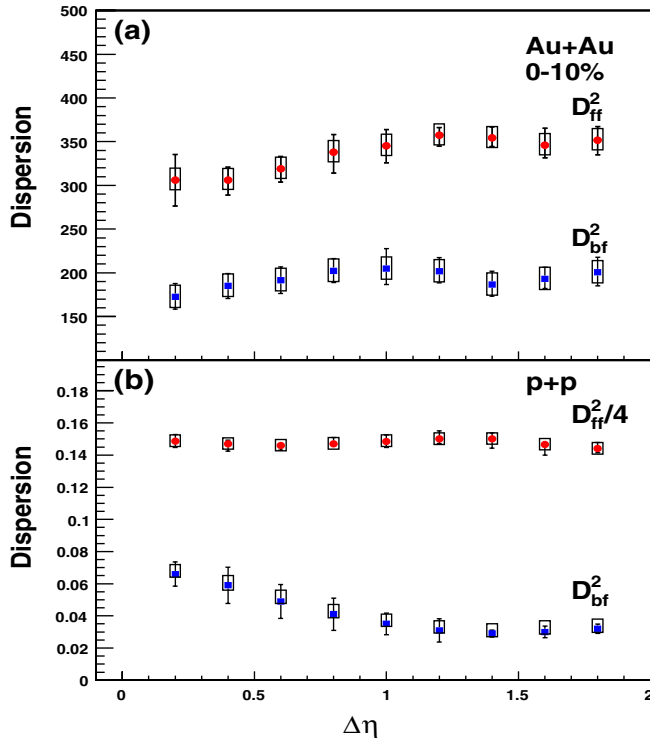 (a)
Au+Au
0-10%
D²ff
D²bf
Dispersion
500
450
400
350
300
250
200
150
100
(b)
p+p
D²ff/4
D²bf
Dispersion
0.18
0.16
0.14
0.12
0.1
0.08
0.06
0.04
0.02
0
0 0.5 1 1.5 2
Δη